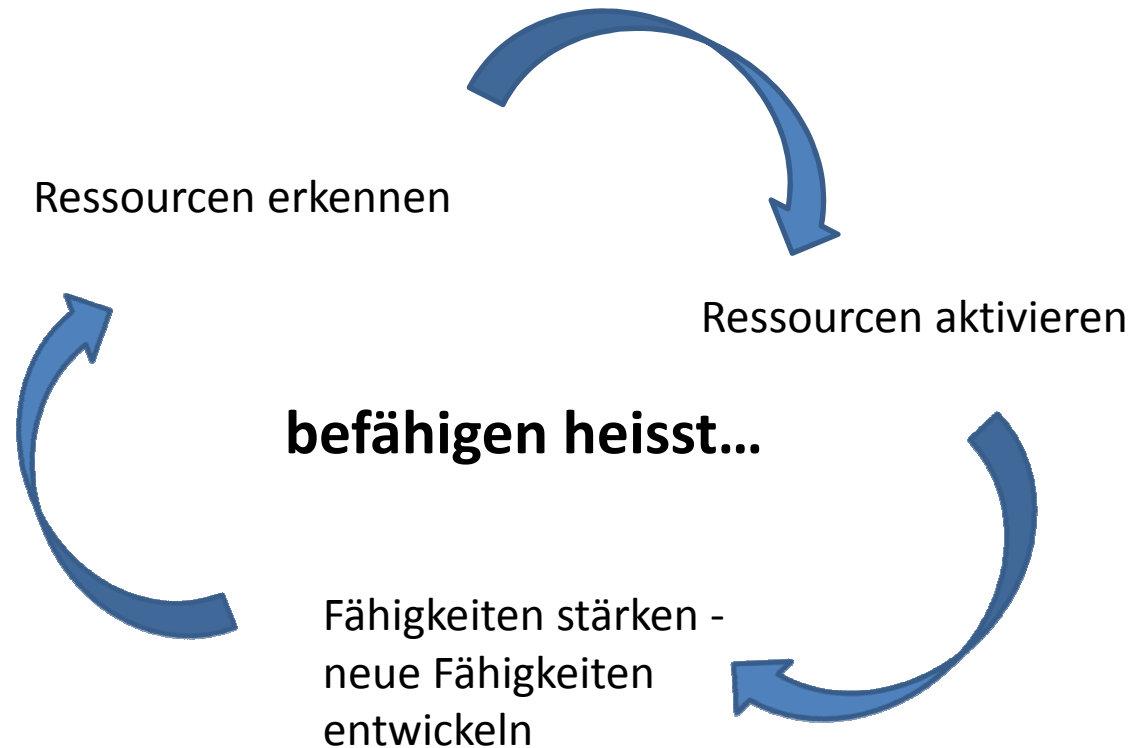 Ressourcen erkennen
Ressourcen aktivieren
befähigen heisst…
Fähigkeiten stärken -
neue Fähigkeiten
entwickeln